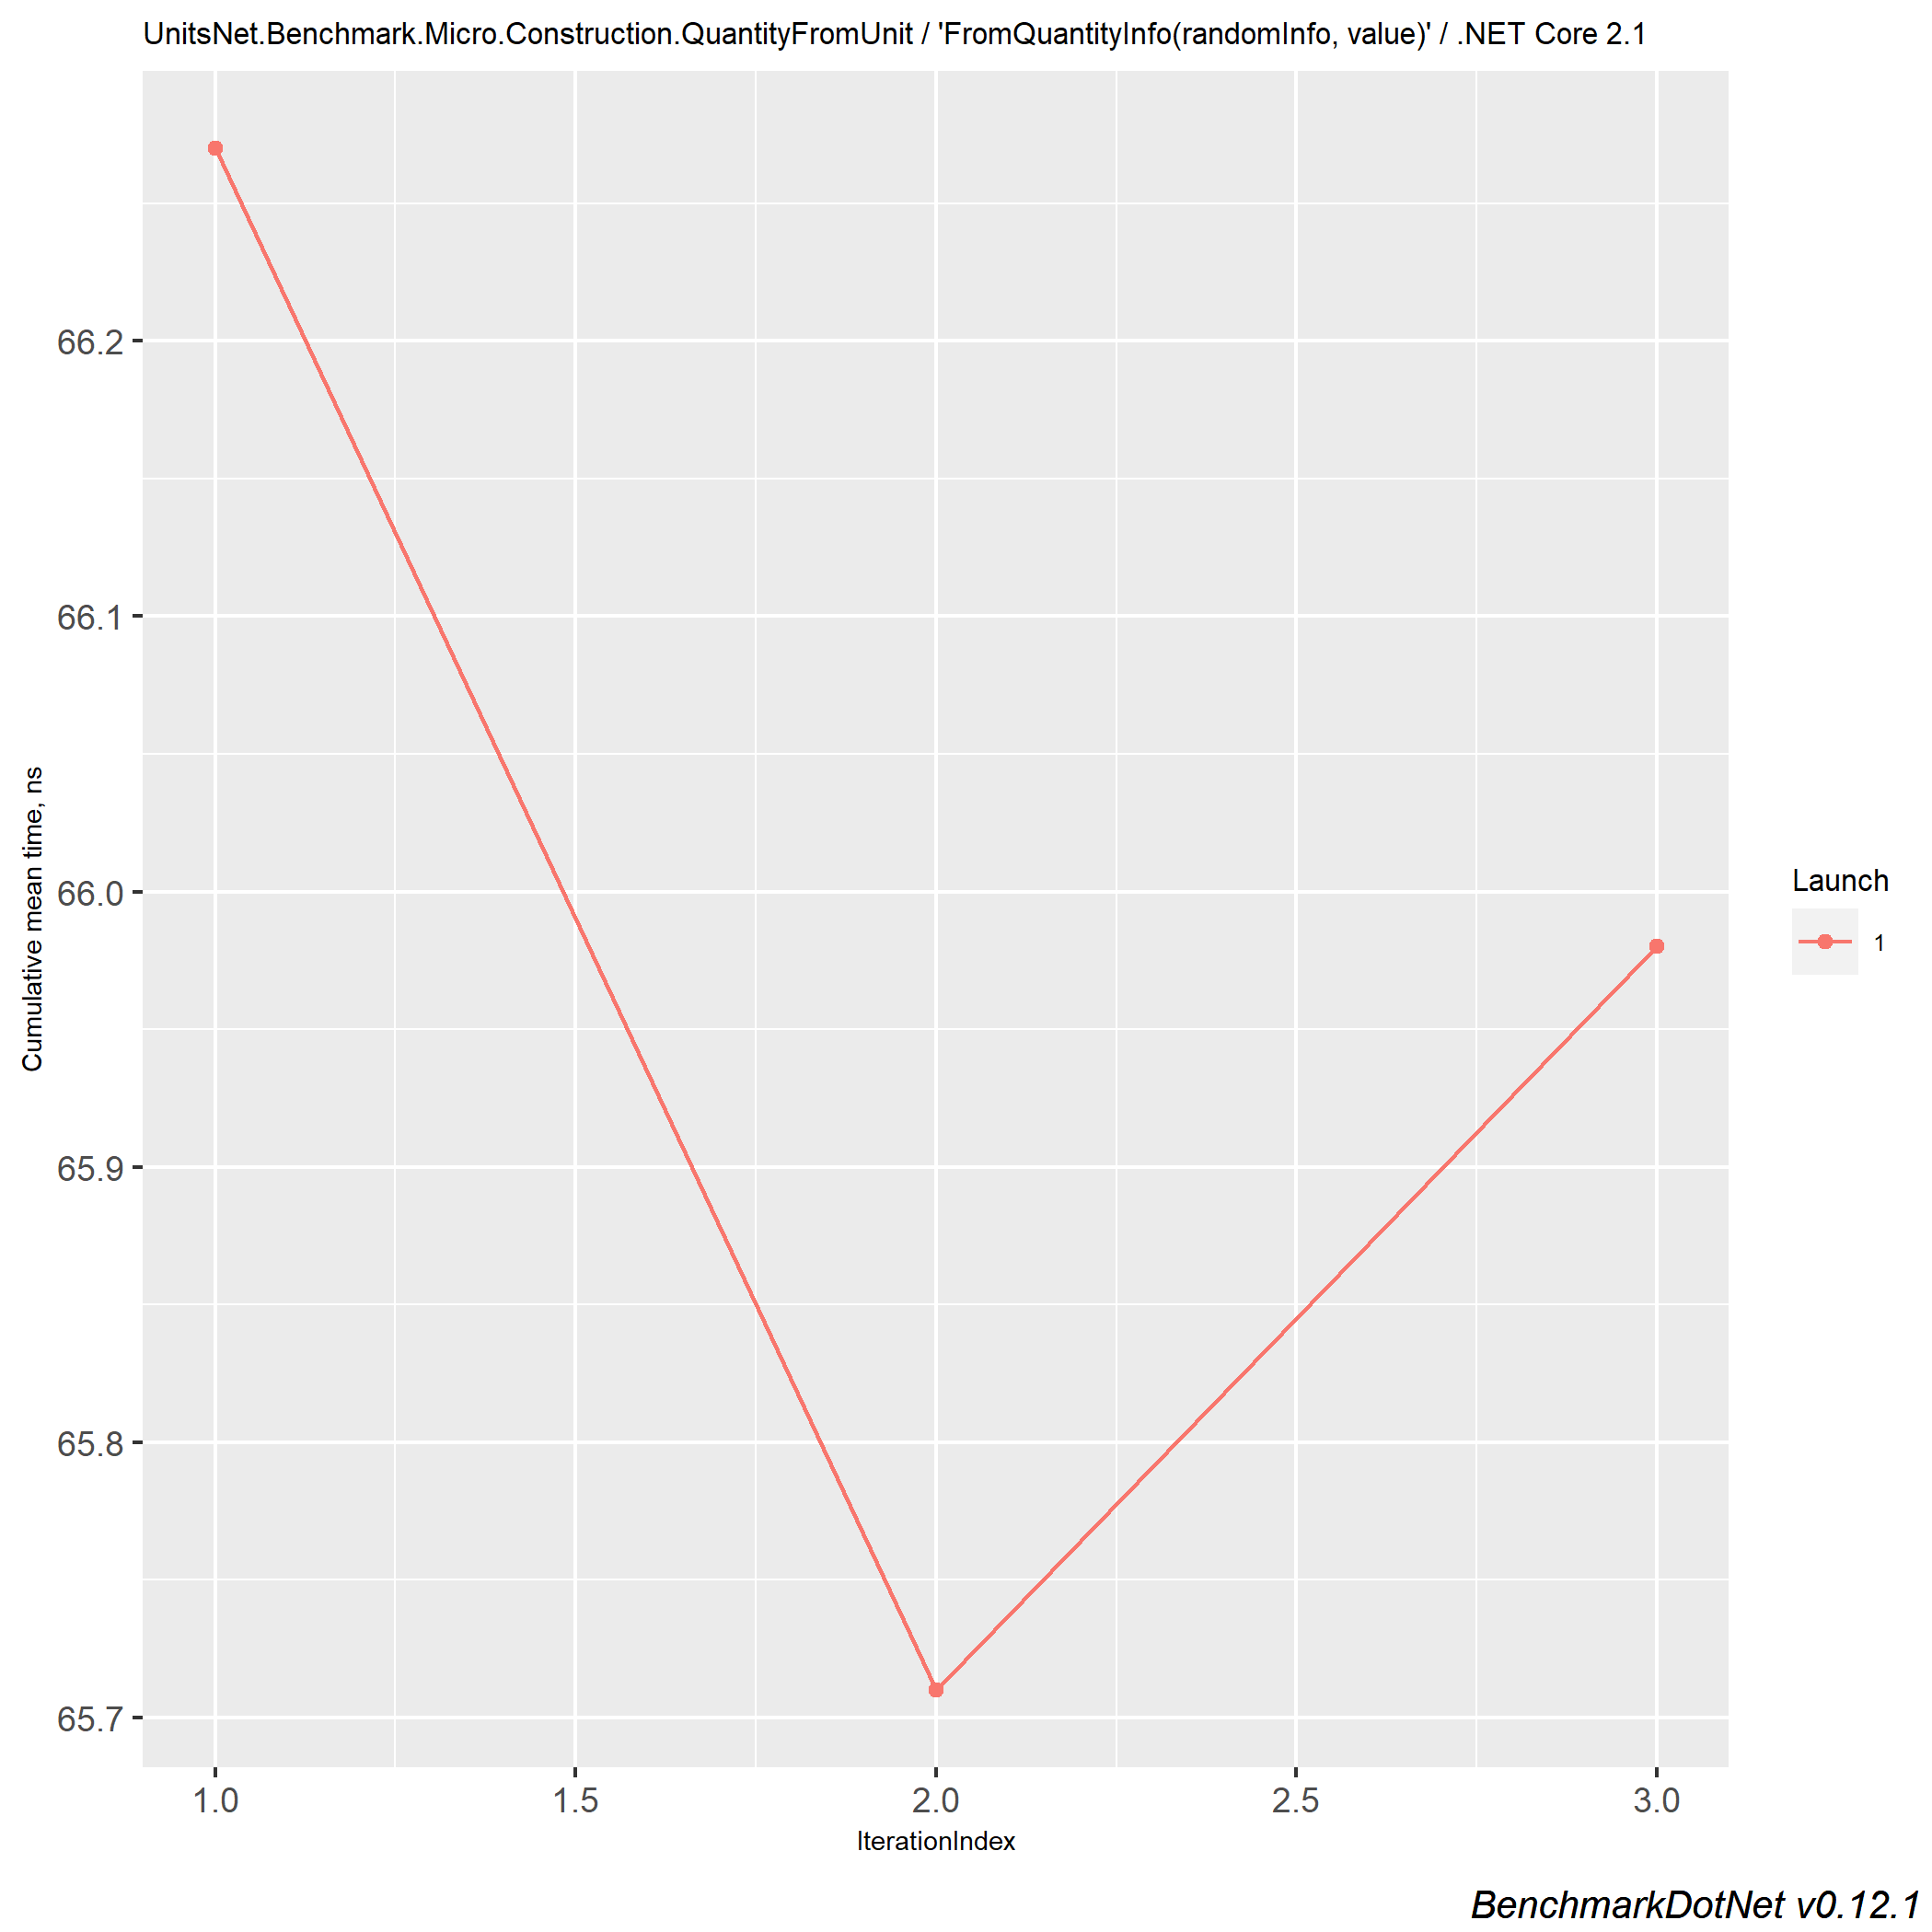 UnitsNet.Benchmark.Micro.Construction.QuantityFromUnit / 'FromQuantityInfo(randomInfo, value)' / .NET Core 2.1
Cumulative mean time, ns
66.2
66.1
66.0
65.9
65.8
65.7
1.0 1.5 2.0 2.5 3.0
IterationIndex
Launch
1
BenchmarkDotNet v0.12.1